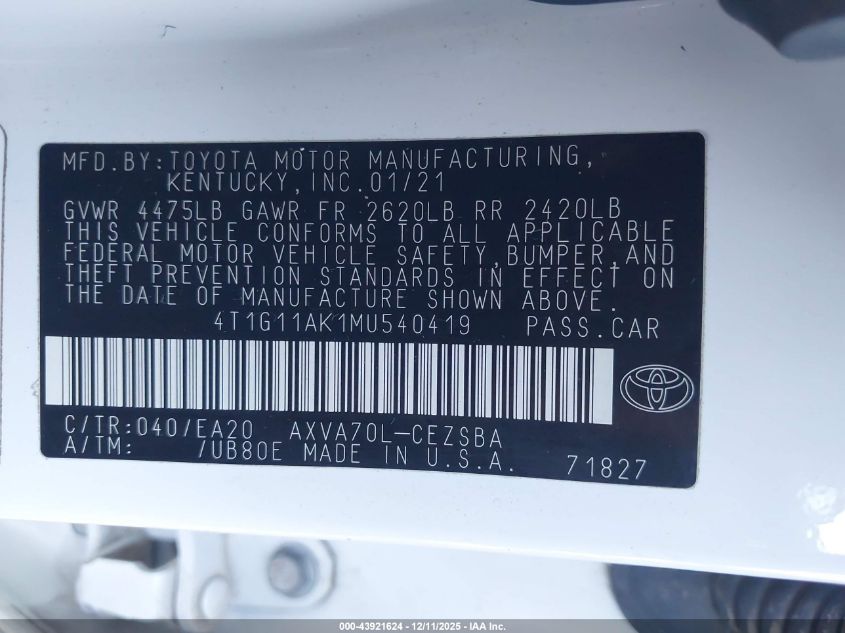 MFD.BY:TOYOTA MOTOR MANUFACTURING,
KENTUCKY,INC.01/21
GVWR 4475LB GAWR FR 2620LB RR 2420LB
THIS VEHICLE CONFORMS TO ALL APPLICABLE
FEDERAL MOTOR VEHICLE SAFETY,BUMPER,AND
THEFT PREVENTION STANDARDS IN EFFECT ON
THE DATE OF MANUFACTURE SHOWN ABOVE.
4T1G11AK1MU540419 PASS.CAR
C/TR:040/EA20 AXVA70L-CEZSBA
A/TM: /UB80E MADE IN U.S.A. 71827
000-43921624 - 12/11/2025 - IAA Inc.